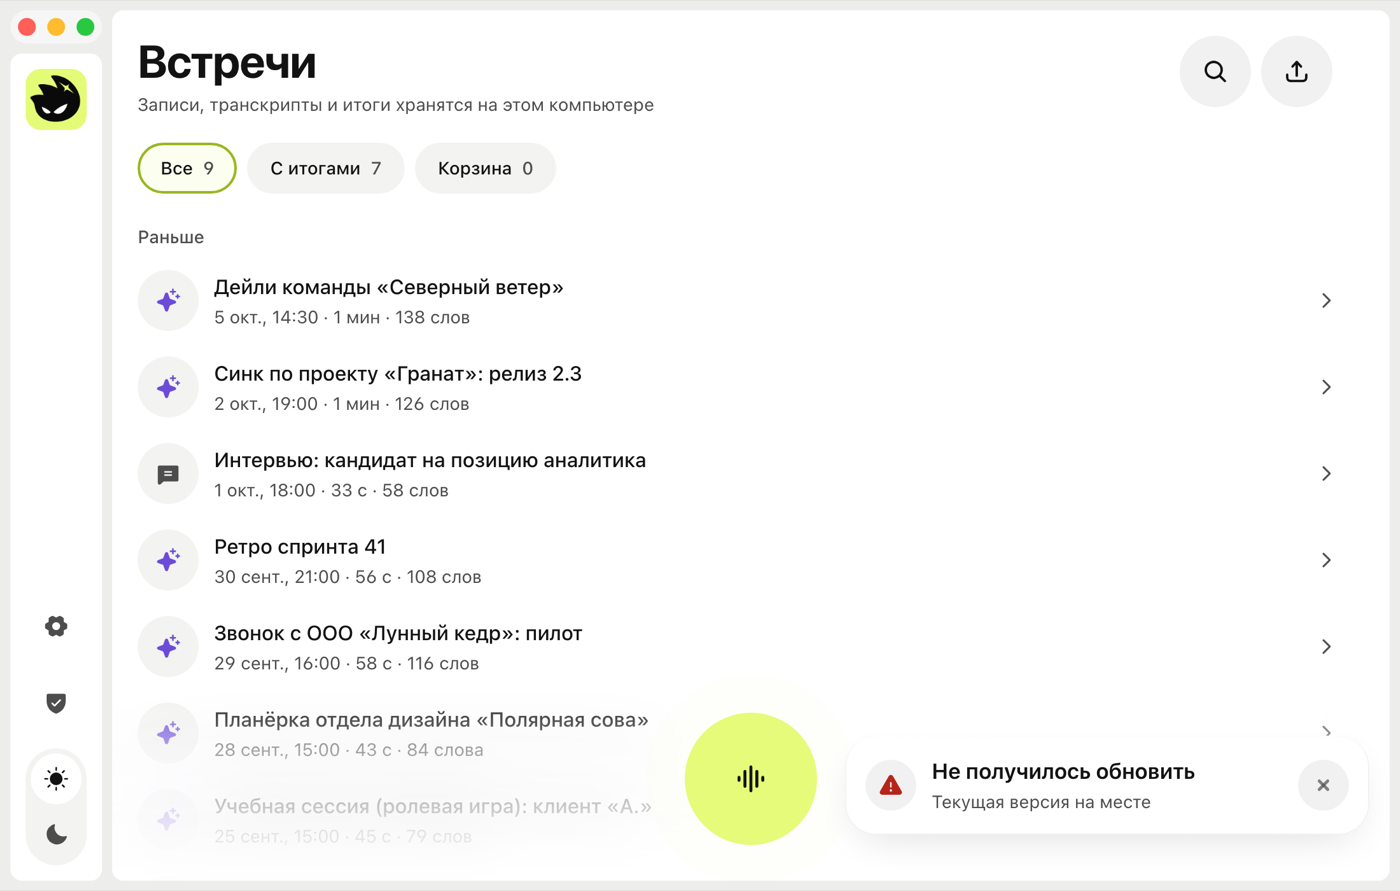 Встречи
Записи, транскрипты и итоги хранятся на этом компьютере
Все 9
С итогами 7
Корзина 0
Раньше
Дейли команды «Северный ветер»
5 окт., 14:30 · 1 мин · 138 слов
Синк по проекту «Гранат»: релиз 2.3
2 окт., 19:00 · 1 мин · 126 слов
Интервью: кандидат на позицию аналитика
1 окт., 18:00 · 33 с · 58 слов
Ретро спринта 41
30 сент., 21:00 · 56 с · 108 слов
Звонок с ООО «Лунный кедр»: пилот
29 сент., 16:00 · 58 с · 116 слов
Планёрка отдела дизайна «Полярная сова»
28 сент., 15:00 · 43 с · 84 слова
Учебная сессия (ролевая игра): клиент «А.»
25 сент., 15:00 · 45 с · 79 слов
Не получилось обновить
Текущая версия на месте